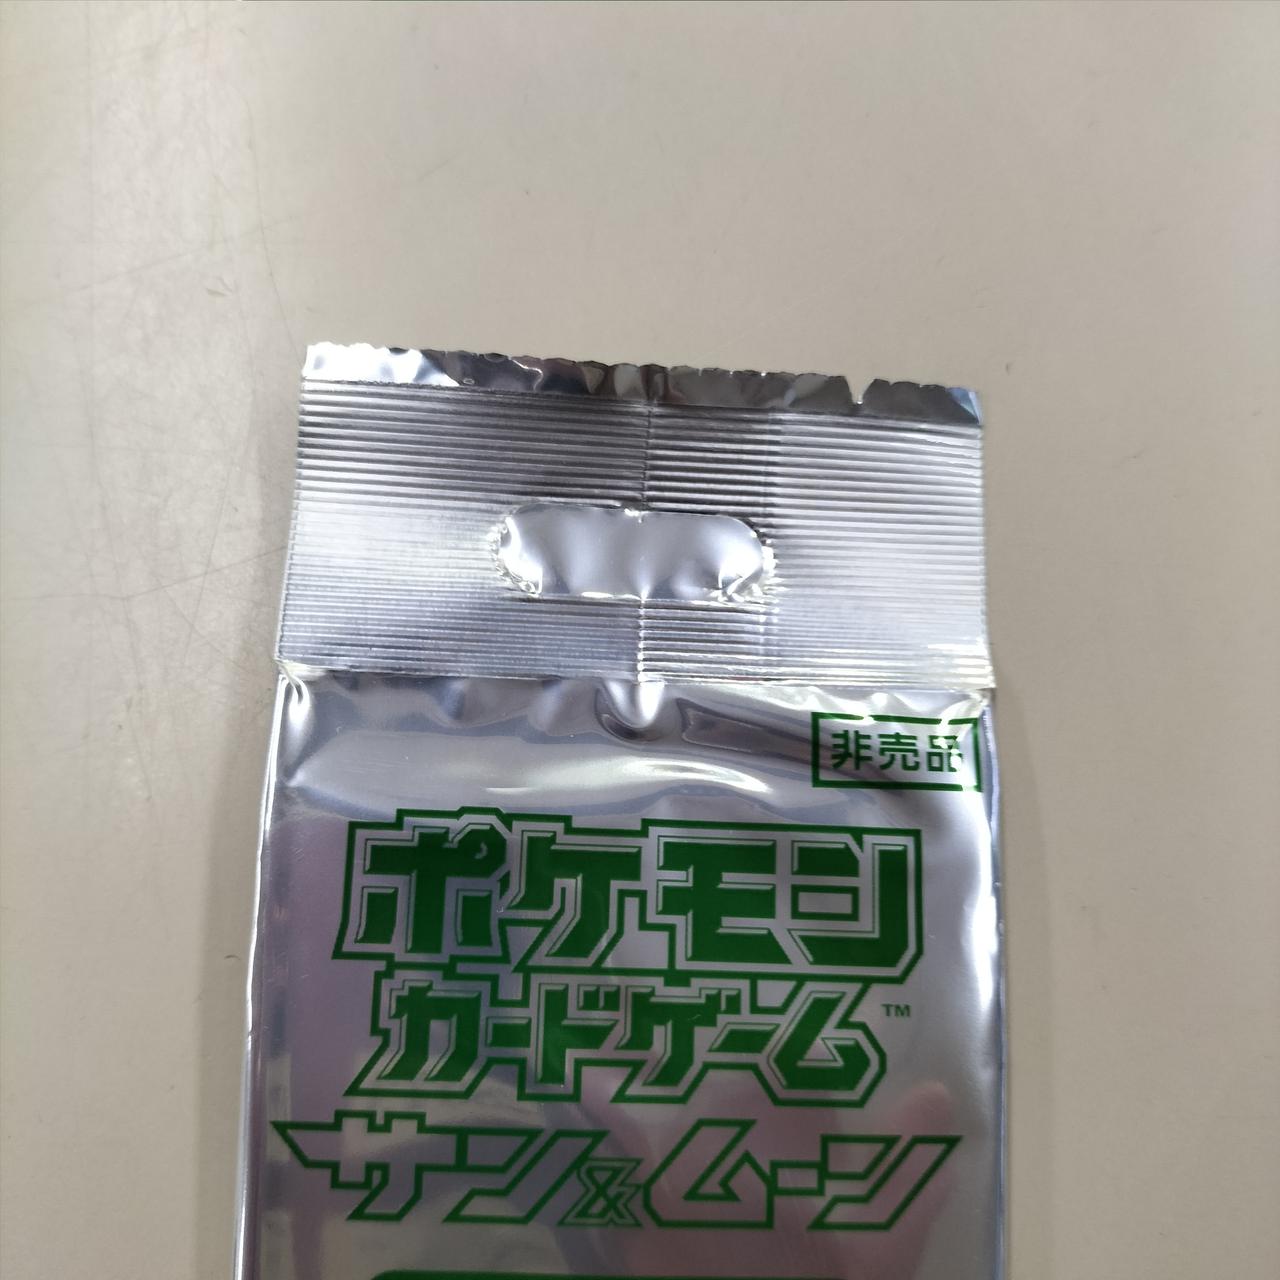 非売品
ポケモン
カードゲーム™
サン&ムーン